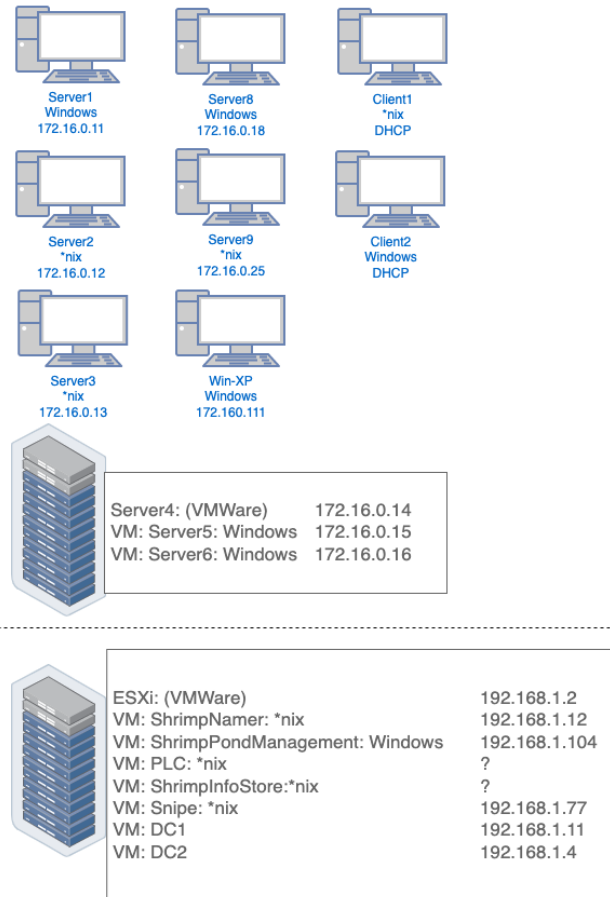 Server1
Windows
172.16.0.11
Server8
Windows
172.16.0.18
Client1
*nix
DHCP
Server2
*nix
172.16.0.12
Server9
*nix
172.16.0.25
Client2
Windows
DHCP
Server3
*nix
172.16.0.13
Win-XP
Windows
172.160.111
Server4: (VMWare) 172.16.0.14
VM: Server5: Windows 172.16.0.15
VM: Server6: Windows 172.16.0.16
ESXi: (VMWare) 192.168.1.2
VM: ShrimpNamer: *nix 192.168.1.12
VM: ShrimpPondManagement: Windows 192.168.1.104
VM: PLC: *nix ?
VM: ShrimpInfoStore:*nix ?
VM: Snipe: *nix 192.168.1.77
VM: DC1 192.168.1.11
VM: DC2 192.168.1.4